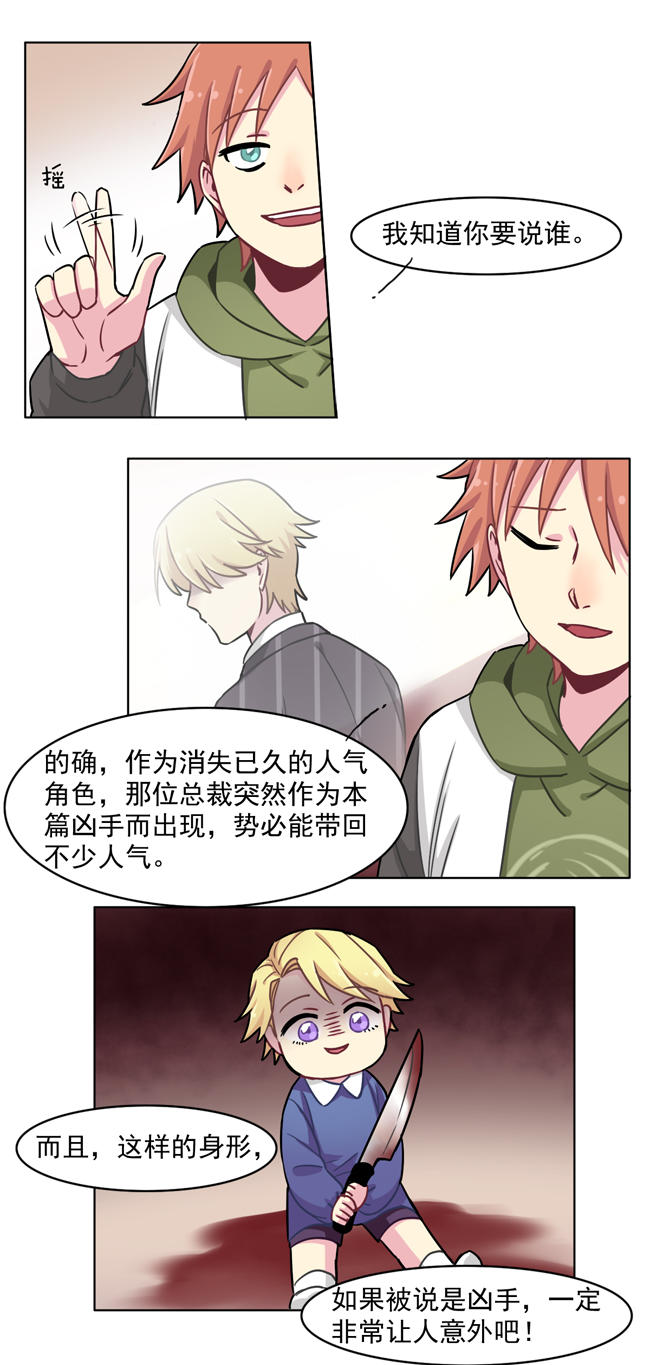 摇
我知道你要说谁。
的确，作为消失已久的人气
角色，那位总裁突然作为本
篇凶手而出现，势必能带回
不少人气。
而且，这样的身形，
如果被说是凶手，一定
非常让人意外吧！